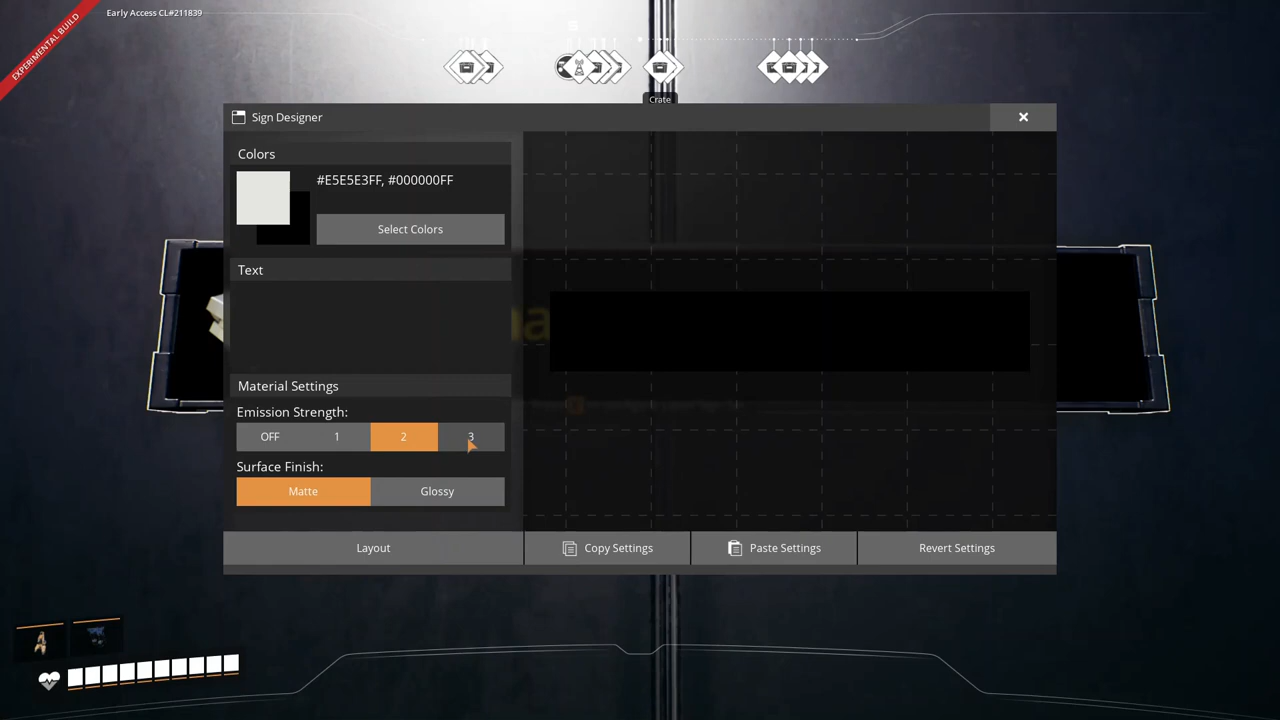 Early Access CL#211839
EXPERIMENTAL BUILD
Crate
Sign Designer
Colors
#E5E5E3FF, #000000FF
Select Colors
Text
Material Settings
Emission Strength:
OFF 1 2 3
Surface Finish:
Matte Glossy
Layout Copy Settings Paste Settings Revert Settings